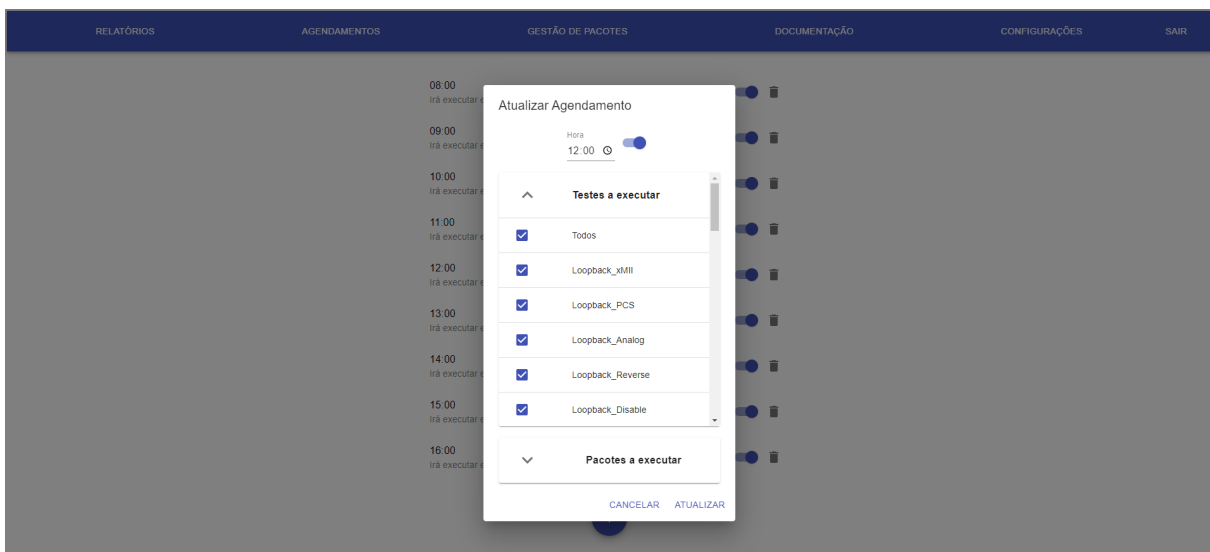 RELATÓRIOS AGENDAMENTOS GESTÃO DE PACOTES DOCUMENTAÇÃO CONFIGURAÇÕES SAIR
08:00
Irá executar
09:00
Irá executar
10:00
Irá executar
11:00
Irá executar
12:00
Irá executar
13:00
Irá executar
14:00
Irá executar
15:00
Irá executar
16:00
Irá executar
Atualizar Agendamento
Hora
12:00
Testes a executar
Todos
Loopback_xMII
Loopback_PCS
Loopback_Analog
Loopback_Reverse
Loopback_Disable
Pacotes a executar
CANCELAR ATUALIZAR